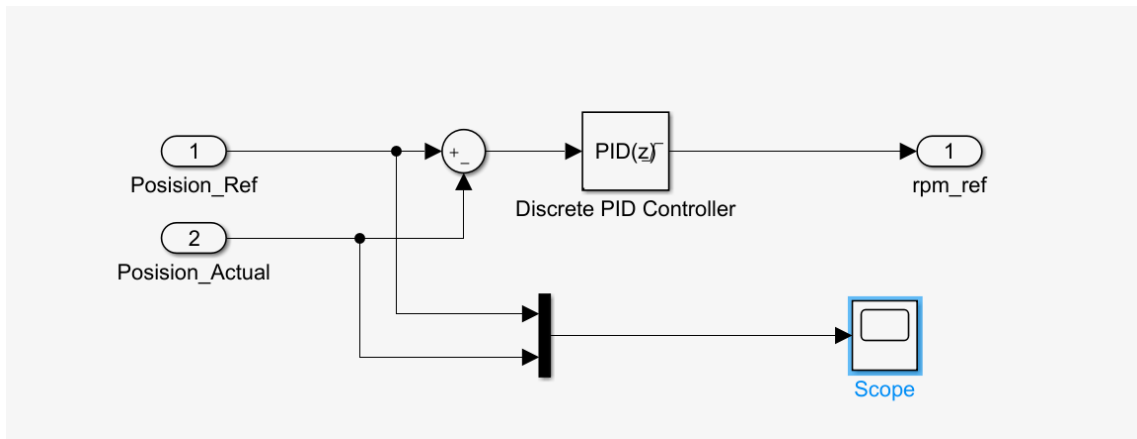 1
Posision_Ref
+
−
PID(z)
Discrete PID Controller
1
rpm_ref
2
Posision_Actual
Scope